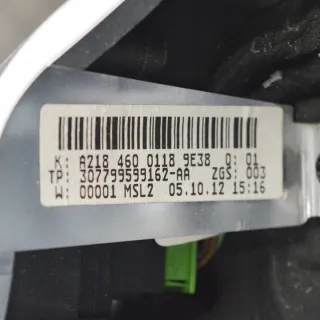 K: A218 460 0118 9E38 Q: 01
TP: 307799599162-AA ZGS: 003
W: 00001 MSL2 05.10.12 15:16